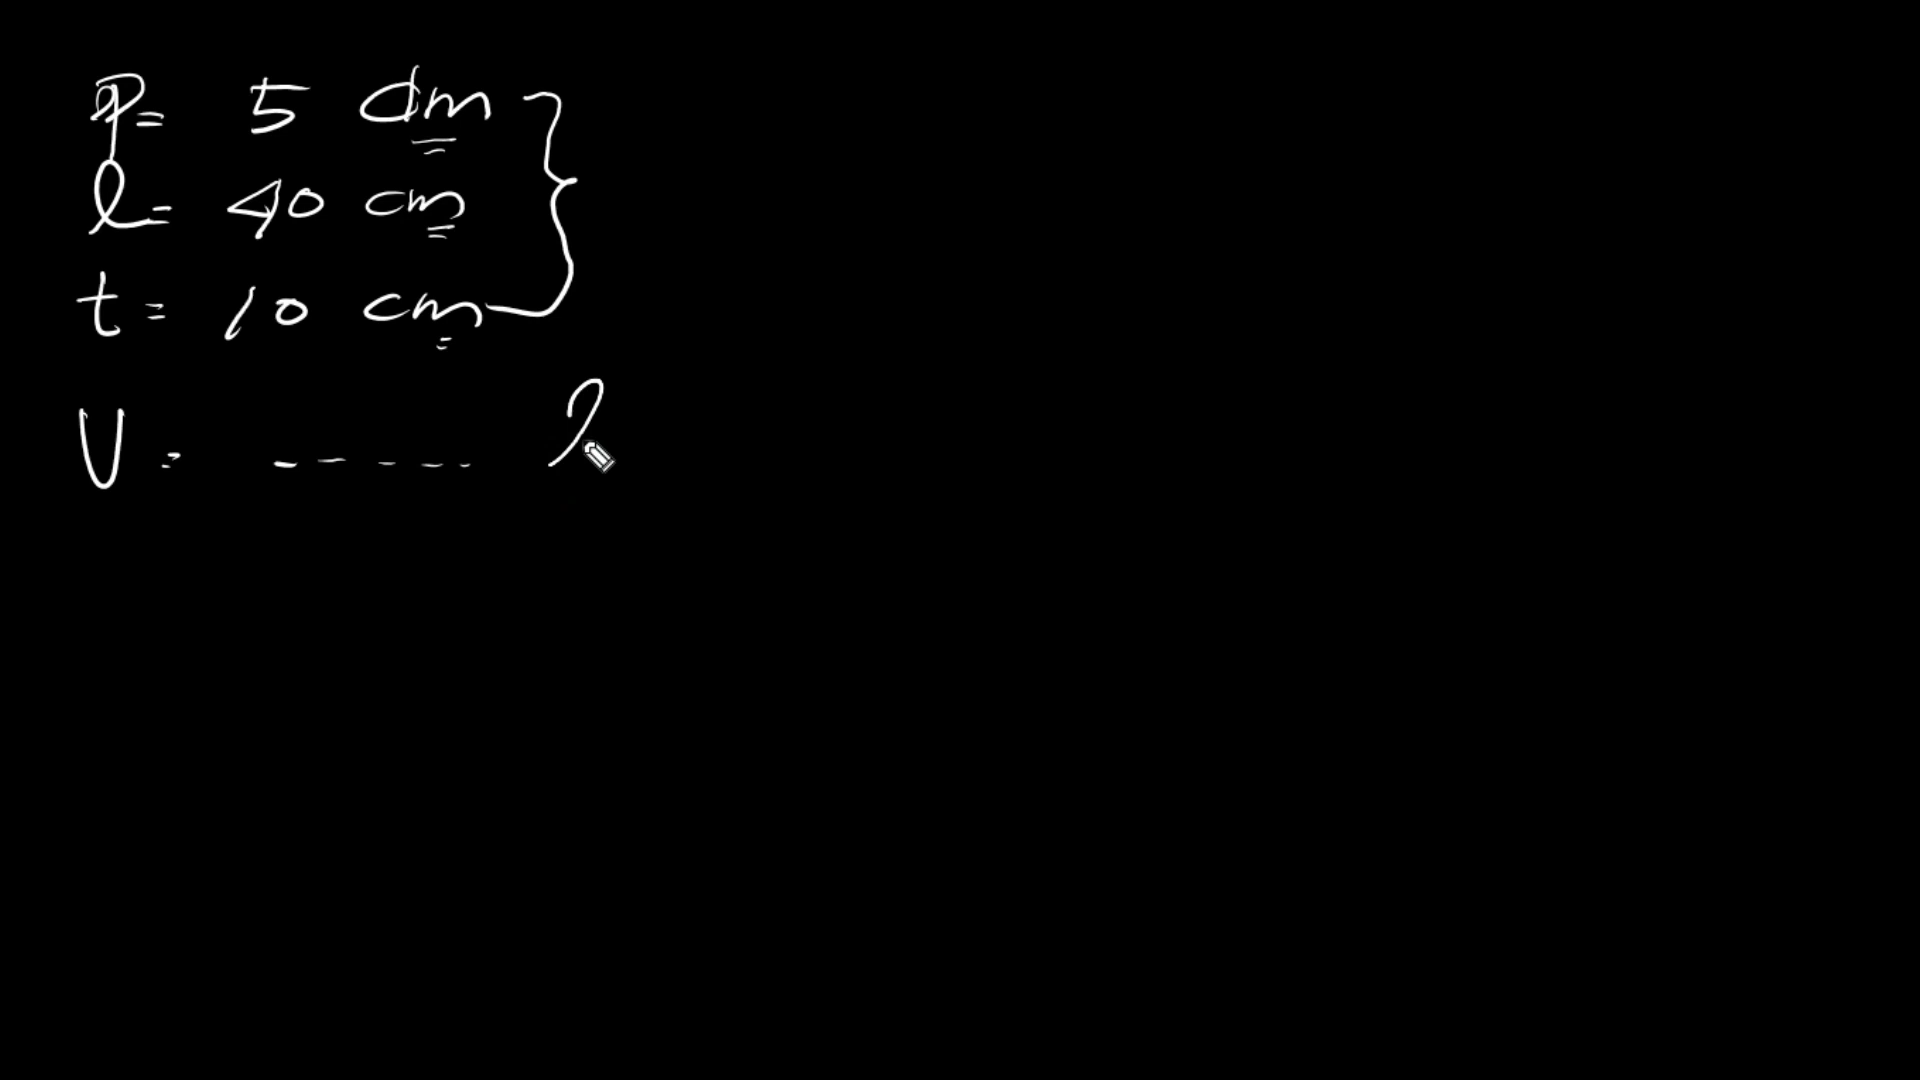 P= 5 dm
l= 40 cm
t= 10 cm
V = - - - - - l